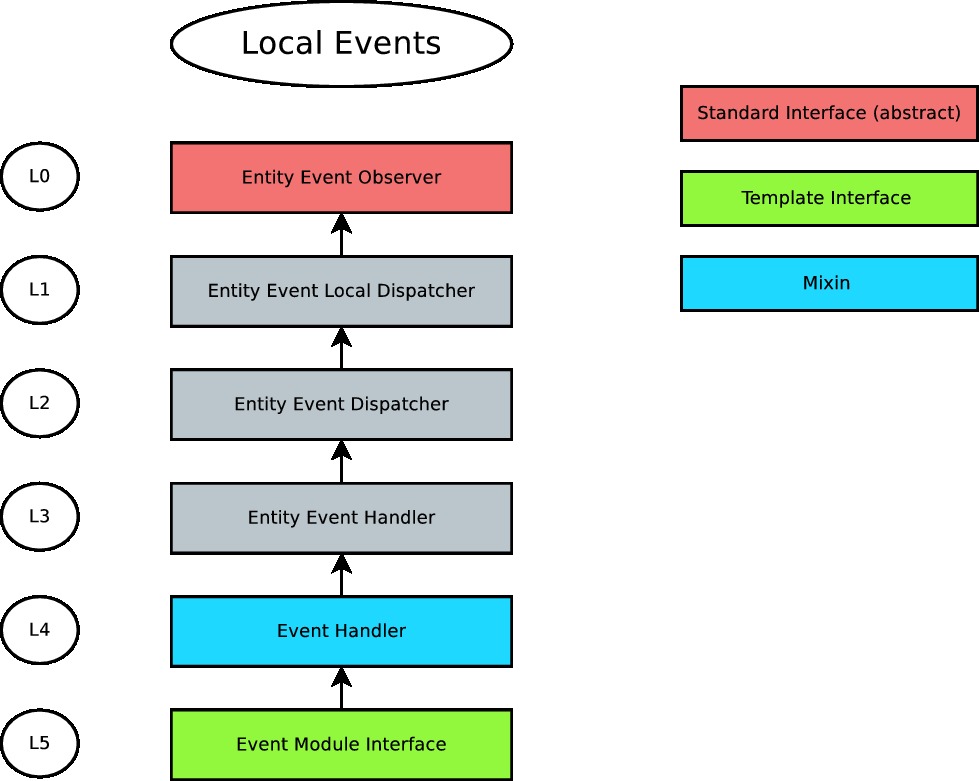 Local Events
Standard Interface (abstract)
L0
Entity Event Observer
Template Interface
L1
Entity Event Local Dispatcher
Mixin
L2
Entity Event Dispatcher
L3
Entity Event Handler
L4
Event Handler
L5
Event Module Interface